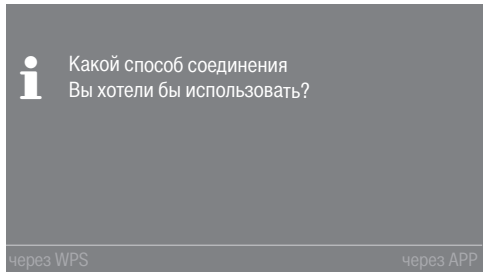 Какой способ соединения
Вы хотели бы использовать?
через WPS через APP